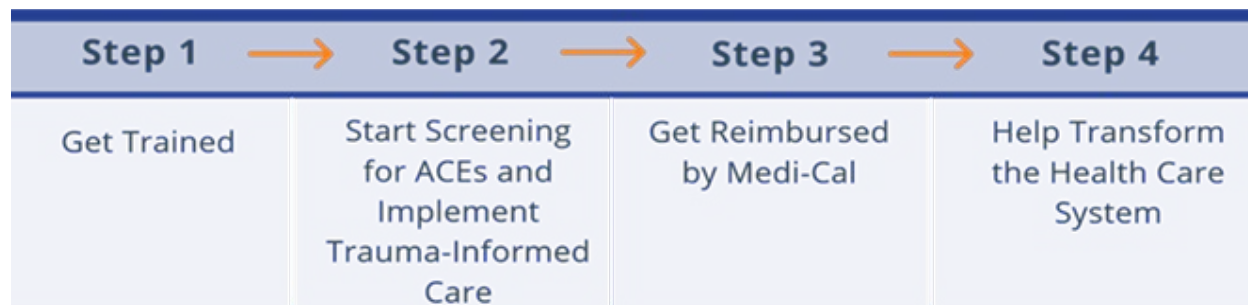 Step 1
Step 2
Step 3
Step 4
Get Trained
Start Screening
for ACEs and
Implement
Trauma-Informed
Care
Get Reimbursed
by Medi-Cal
Help Transform
the Health Care
System